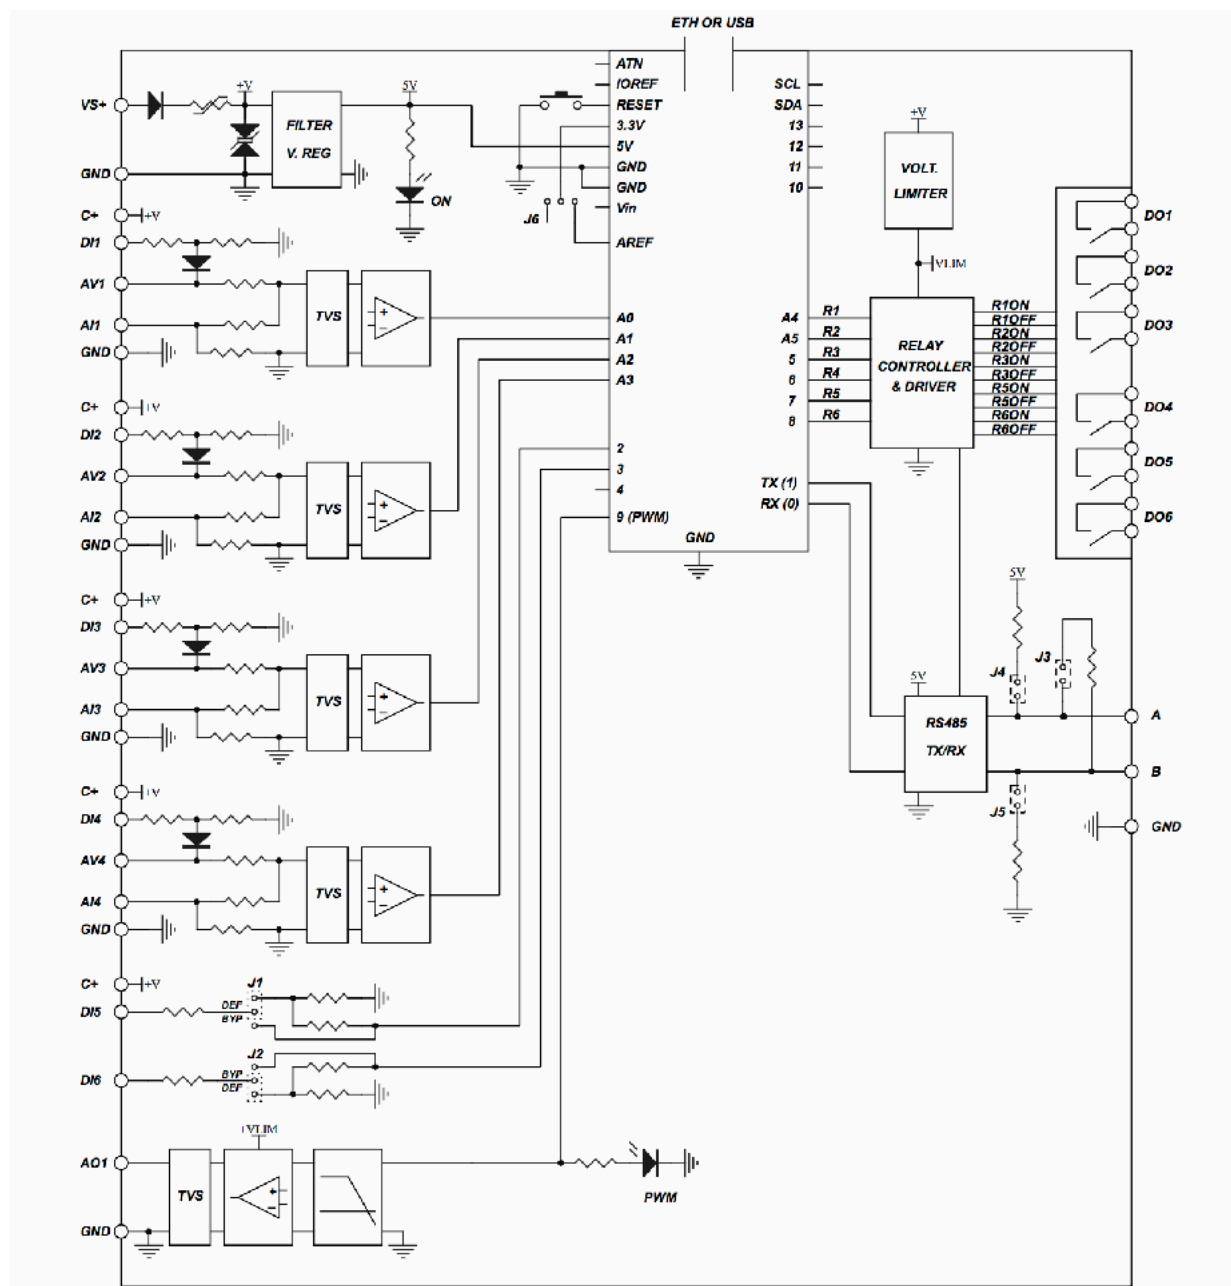 ETH OR USB
ATN
IOREF
RESET
3.3V
5V
GND
GND
Vin
AREF
A0
A1
A2
A3
2
3
4
9 (PWM)
SCL
SDA
13
12
11
10
A4
A5
5
6
7
8
TX (1)
RX (0)
GND
VS+
+V
FILTER
V. REG
5V
GND
ON
J6
C+
+V
DI1
AV1
AI1
GND
TVS
+
−
C+
+V
DI2
AV2
AI2
GND
TVS
+
−
C+
+V
DI3
AV3
AI3
GND
TVS
+
−
C+
+V
DI4
AV4
AI4
GND
TVS
+
−
C+
+V
DI5
J1
DEF
BYP
J2
DI6
BYP
DEF
+VLIM
AO1
TVS
+
−
GND
PWM
+V
VOLT.
LIMITER
VLIM
R1
R2
R3
R4
R5
R6
RELAY
CONTROLLER
& DRIVER
R1ON
R1OFF
R2ON
R2OFF
R3ON
R3OFF
R5ON
R5OFF
R6ON
R6OFF
DO1
DO2
DO3
DO4
DO5
DO6
5V
J4
J3
5V
RS485
TX/RX
J5
A
B
GND